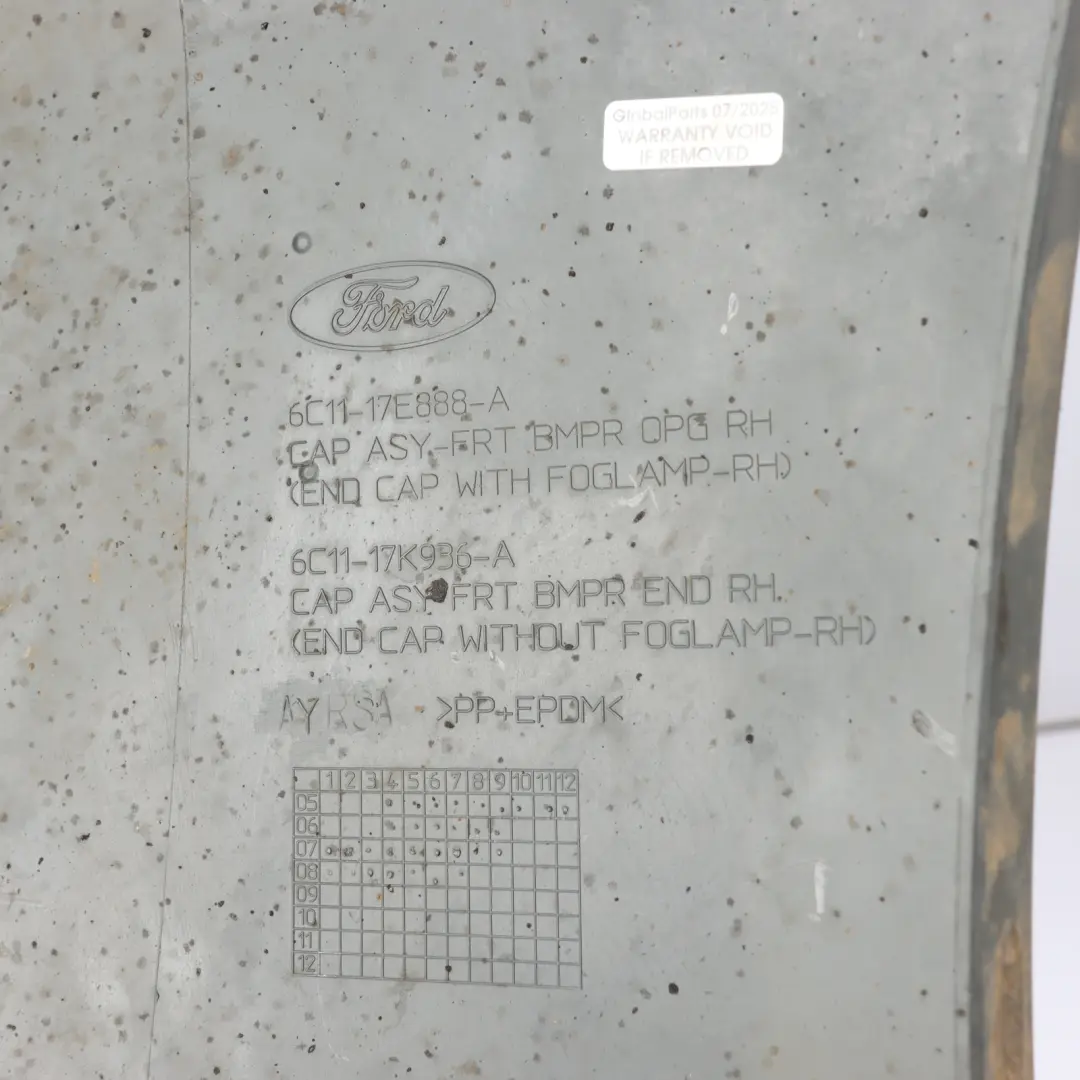 GlobalParts 07/2025
WARRANTY VOID
IF REMOVED
Ford
6C11-17E888-A
CAP ASY-FRT BMPR OPG RH
(END CAP WITH FOGLAMP-RH)
6C11-17K936-A
CAP ASY FRT BMPR END RH.
(END CAP WITHOUT FOGLAMP-RH)
>PP+EPDM<
1 2 3 4 5 6 7 8 9 10 11 12
05
06
07
08
09
10
11
12